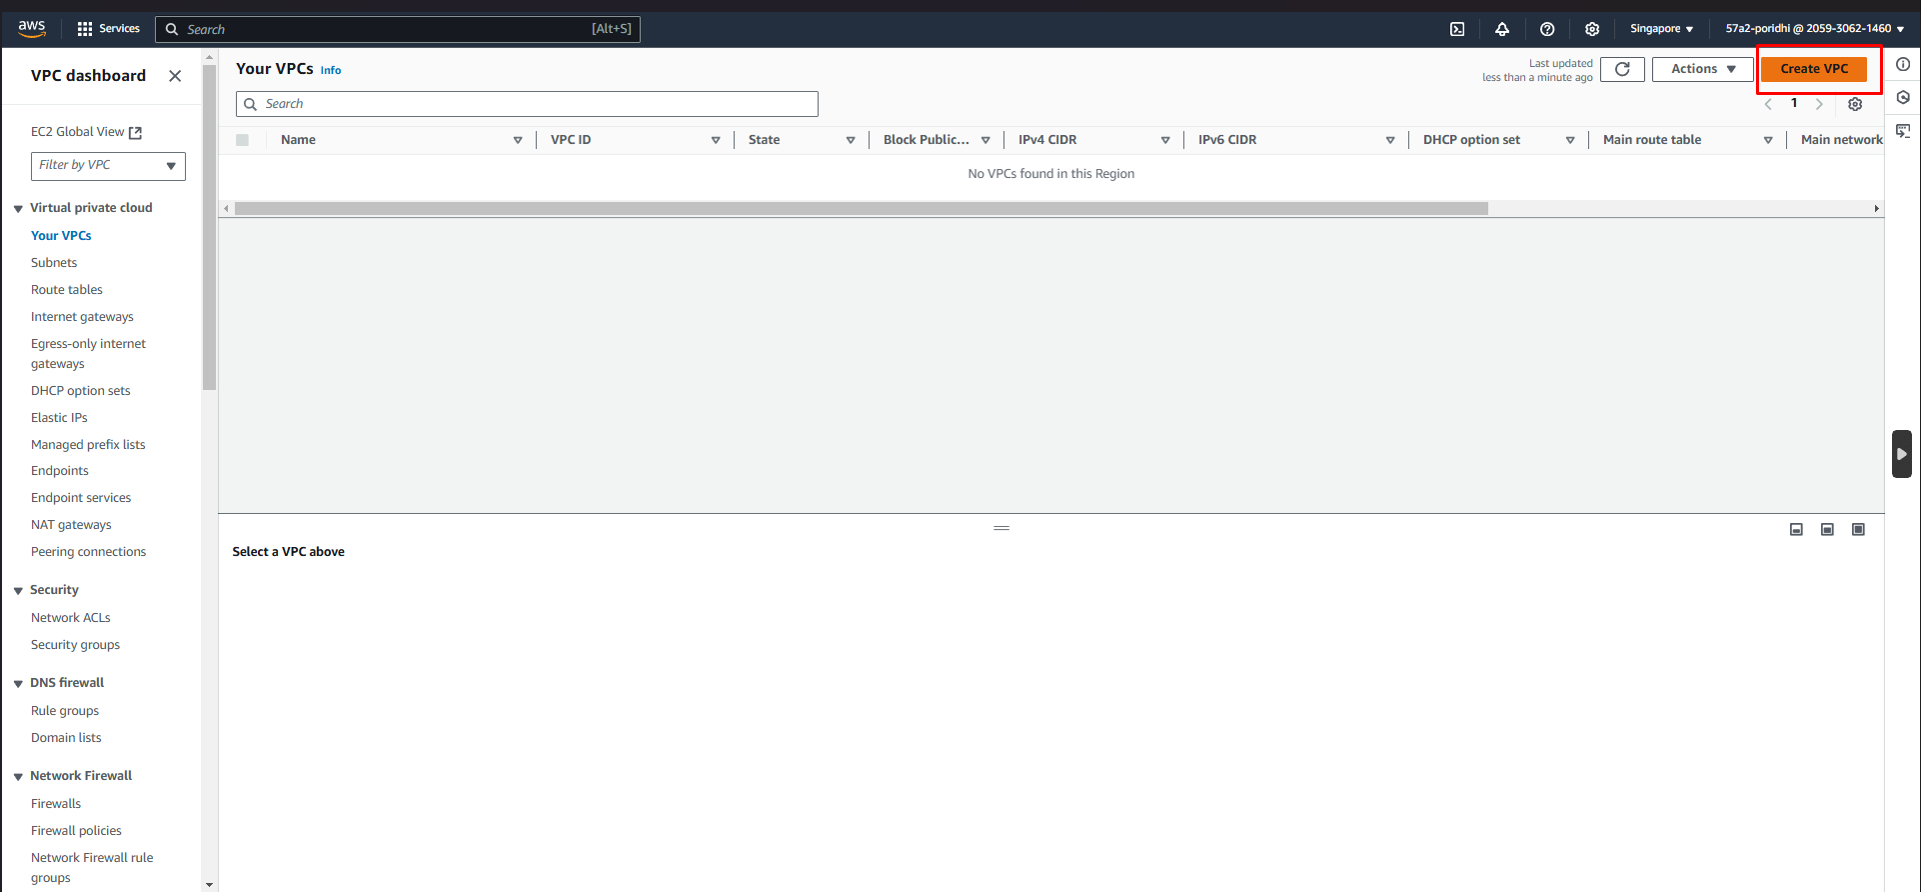 aws
Services
Search
[Alt+S]
Singapore
57a2-poridhi @ 2059-3062-1460
VPC dashboard
EC2 Global View
Filter by VPC
Virtual private cloud
Your VPCs
Subnets
Route tables
Internet gateways
Egress-only internet
gateways
DHCP option sets
Elastic IPs
Managed prefix lists
Endpoints
Endpoint services
NAT gateways
Peering connections
Security
Network ACLs
Security groups
DNS firewall
Rule groups
Domain lists
Network Firewall
Firewalls
Firewall policies
Network Firewall rule
groups
Your VPCs Info
Last updated
less than a minute ago
Actions
Create VPC
Search
1
Name
VPC ID
State
Block Public...
IPv4 CIDR
IPv6 CIDR
DHCP option set
Main route table
Main network
No VPCs found in this Region
Select a VPC above